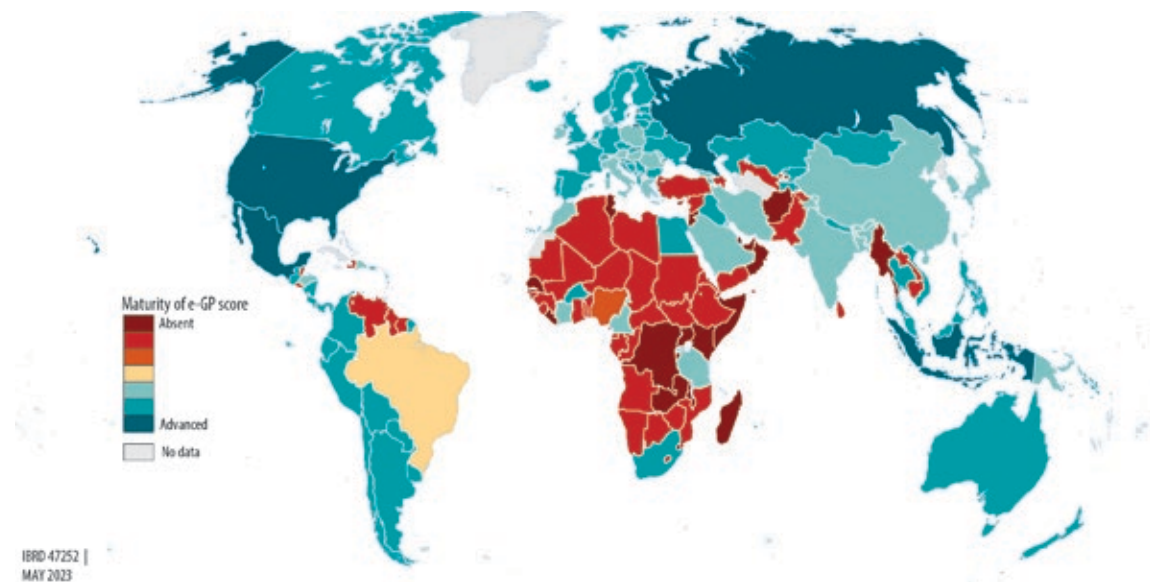 Maturity of e-GP score
Absent
Advanced
No data
IBRD 47252 |
MAY 2023